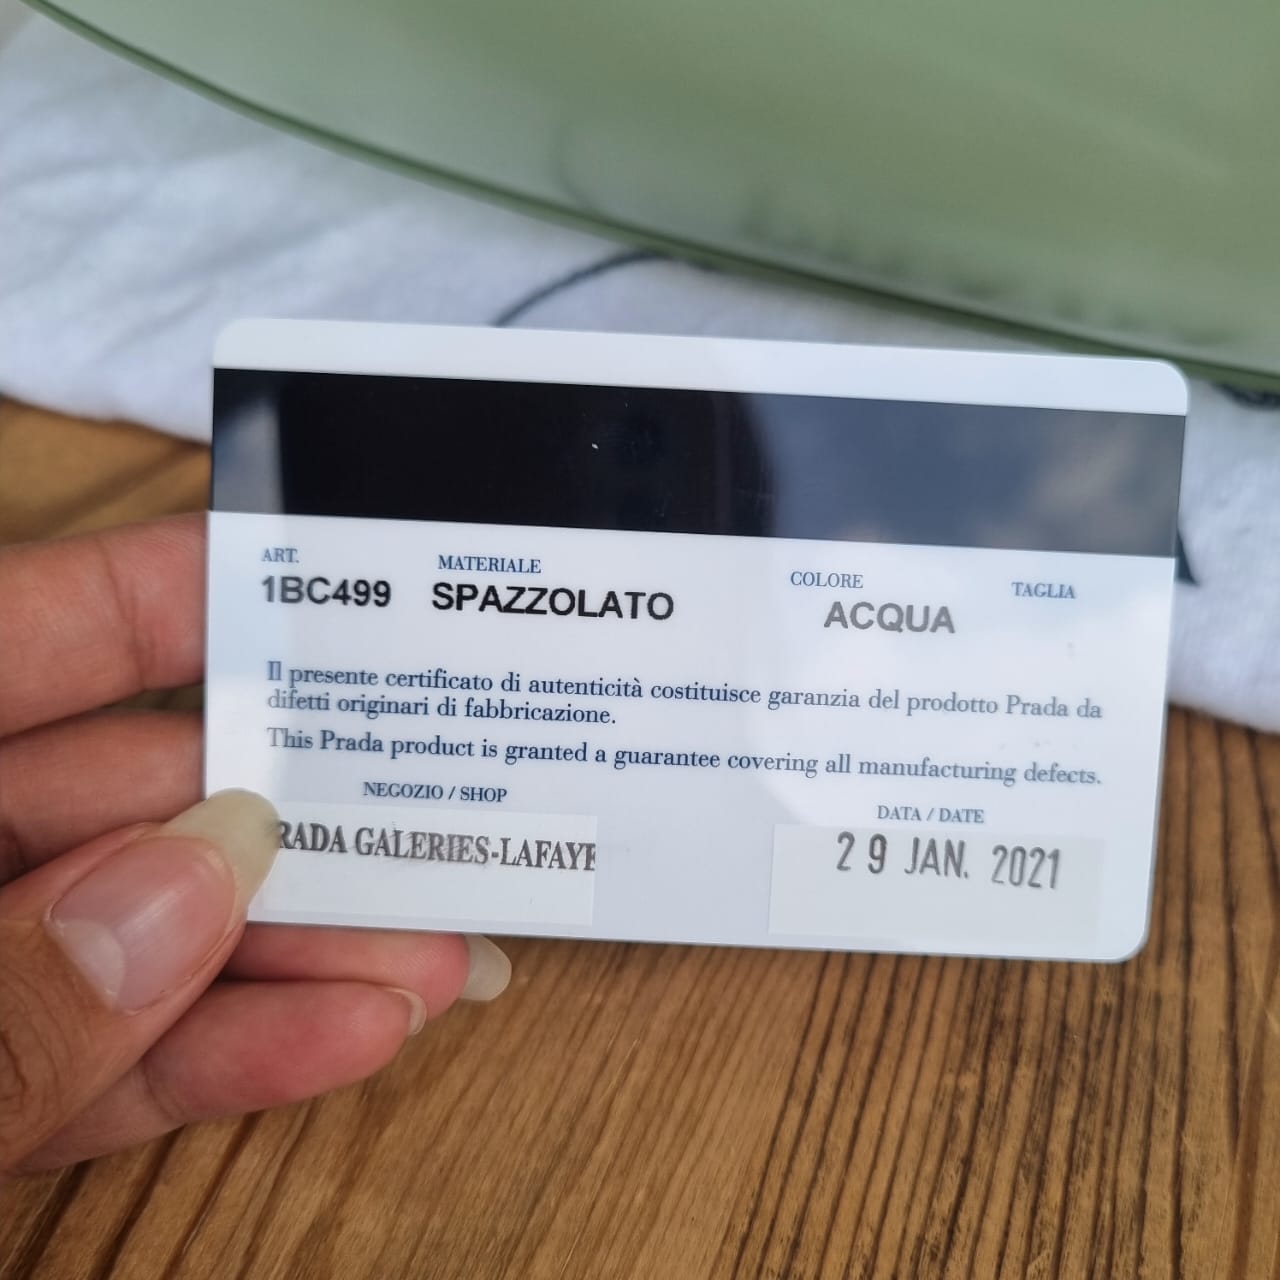 ART. MATERIALE COLORE TAGLIA
1BC499 SPAZZOLATO ACQUA
Il presente certificato di autenticità costituisce garanzia del prodotto Prada da
difetti originari di fabbricazione.
This Prada product is granted a guarantee covering all manufacturing defects.
NEGOZIO / SHOP DATA / DATE
RADA GALERIES-LAFAYE 29 JAN. 2021